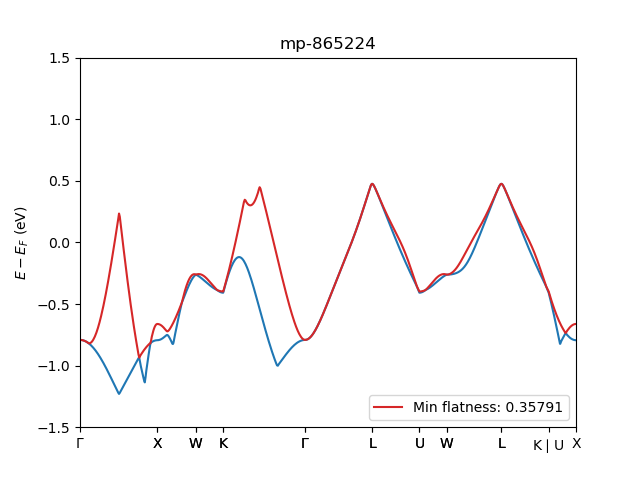 mp-865224
E − E_F (eV)
1.5
1.0
0.5
0.0
−0.5
−1.0
−1.5
Min flatness: 0.35791
Γ X W K Γ L U W L K | U X